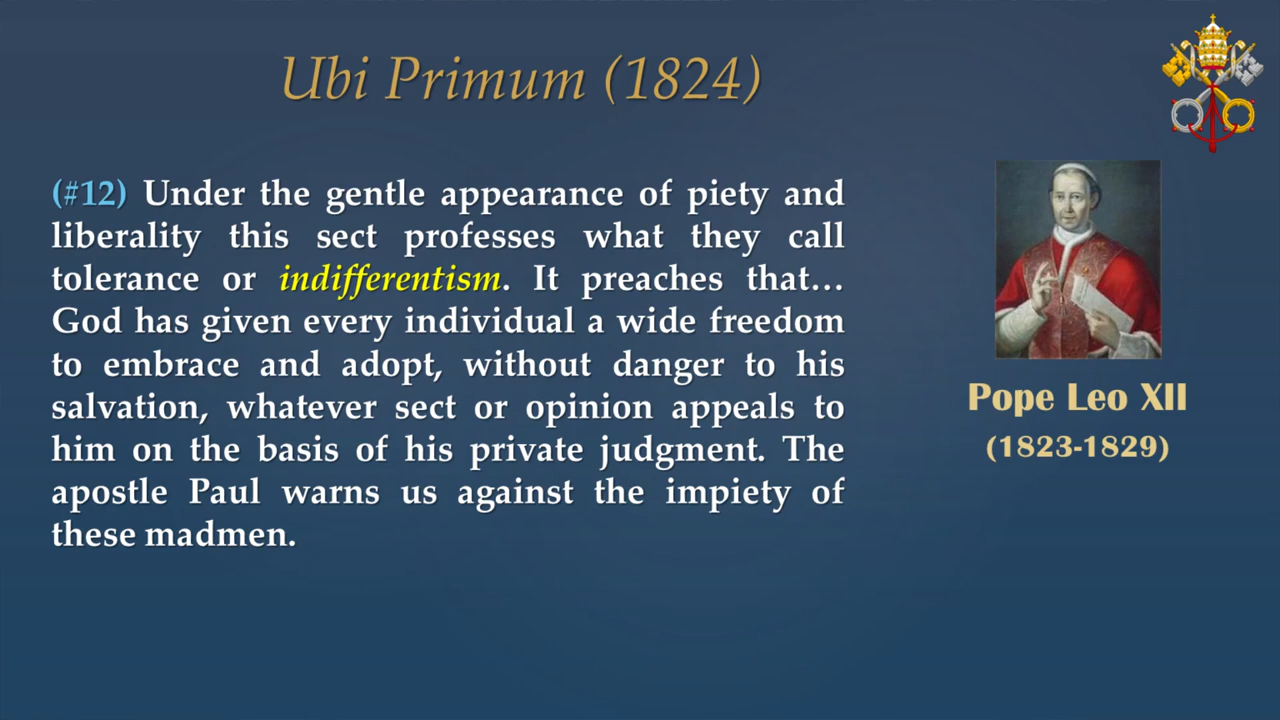 Ubi Primum (1824)
(#12) Under the gentle appearance of piety and
liberality this sect professes what they call
tolerance or indifferentism. It preaches that…
God has given every individual a wide freedom
to embrace and adopt, without danger to his
salvation, whatever sect or opinion appeals to
him on the basis of his private judgment. The
apostle Paul warns us against the impiety of
these madmen.
Pope Leo XII
(1823-1829)